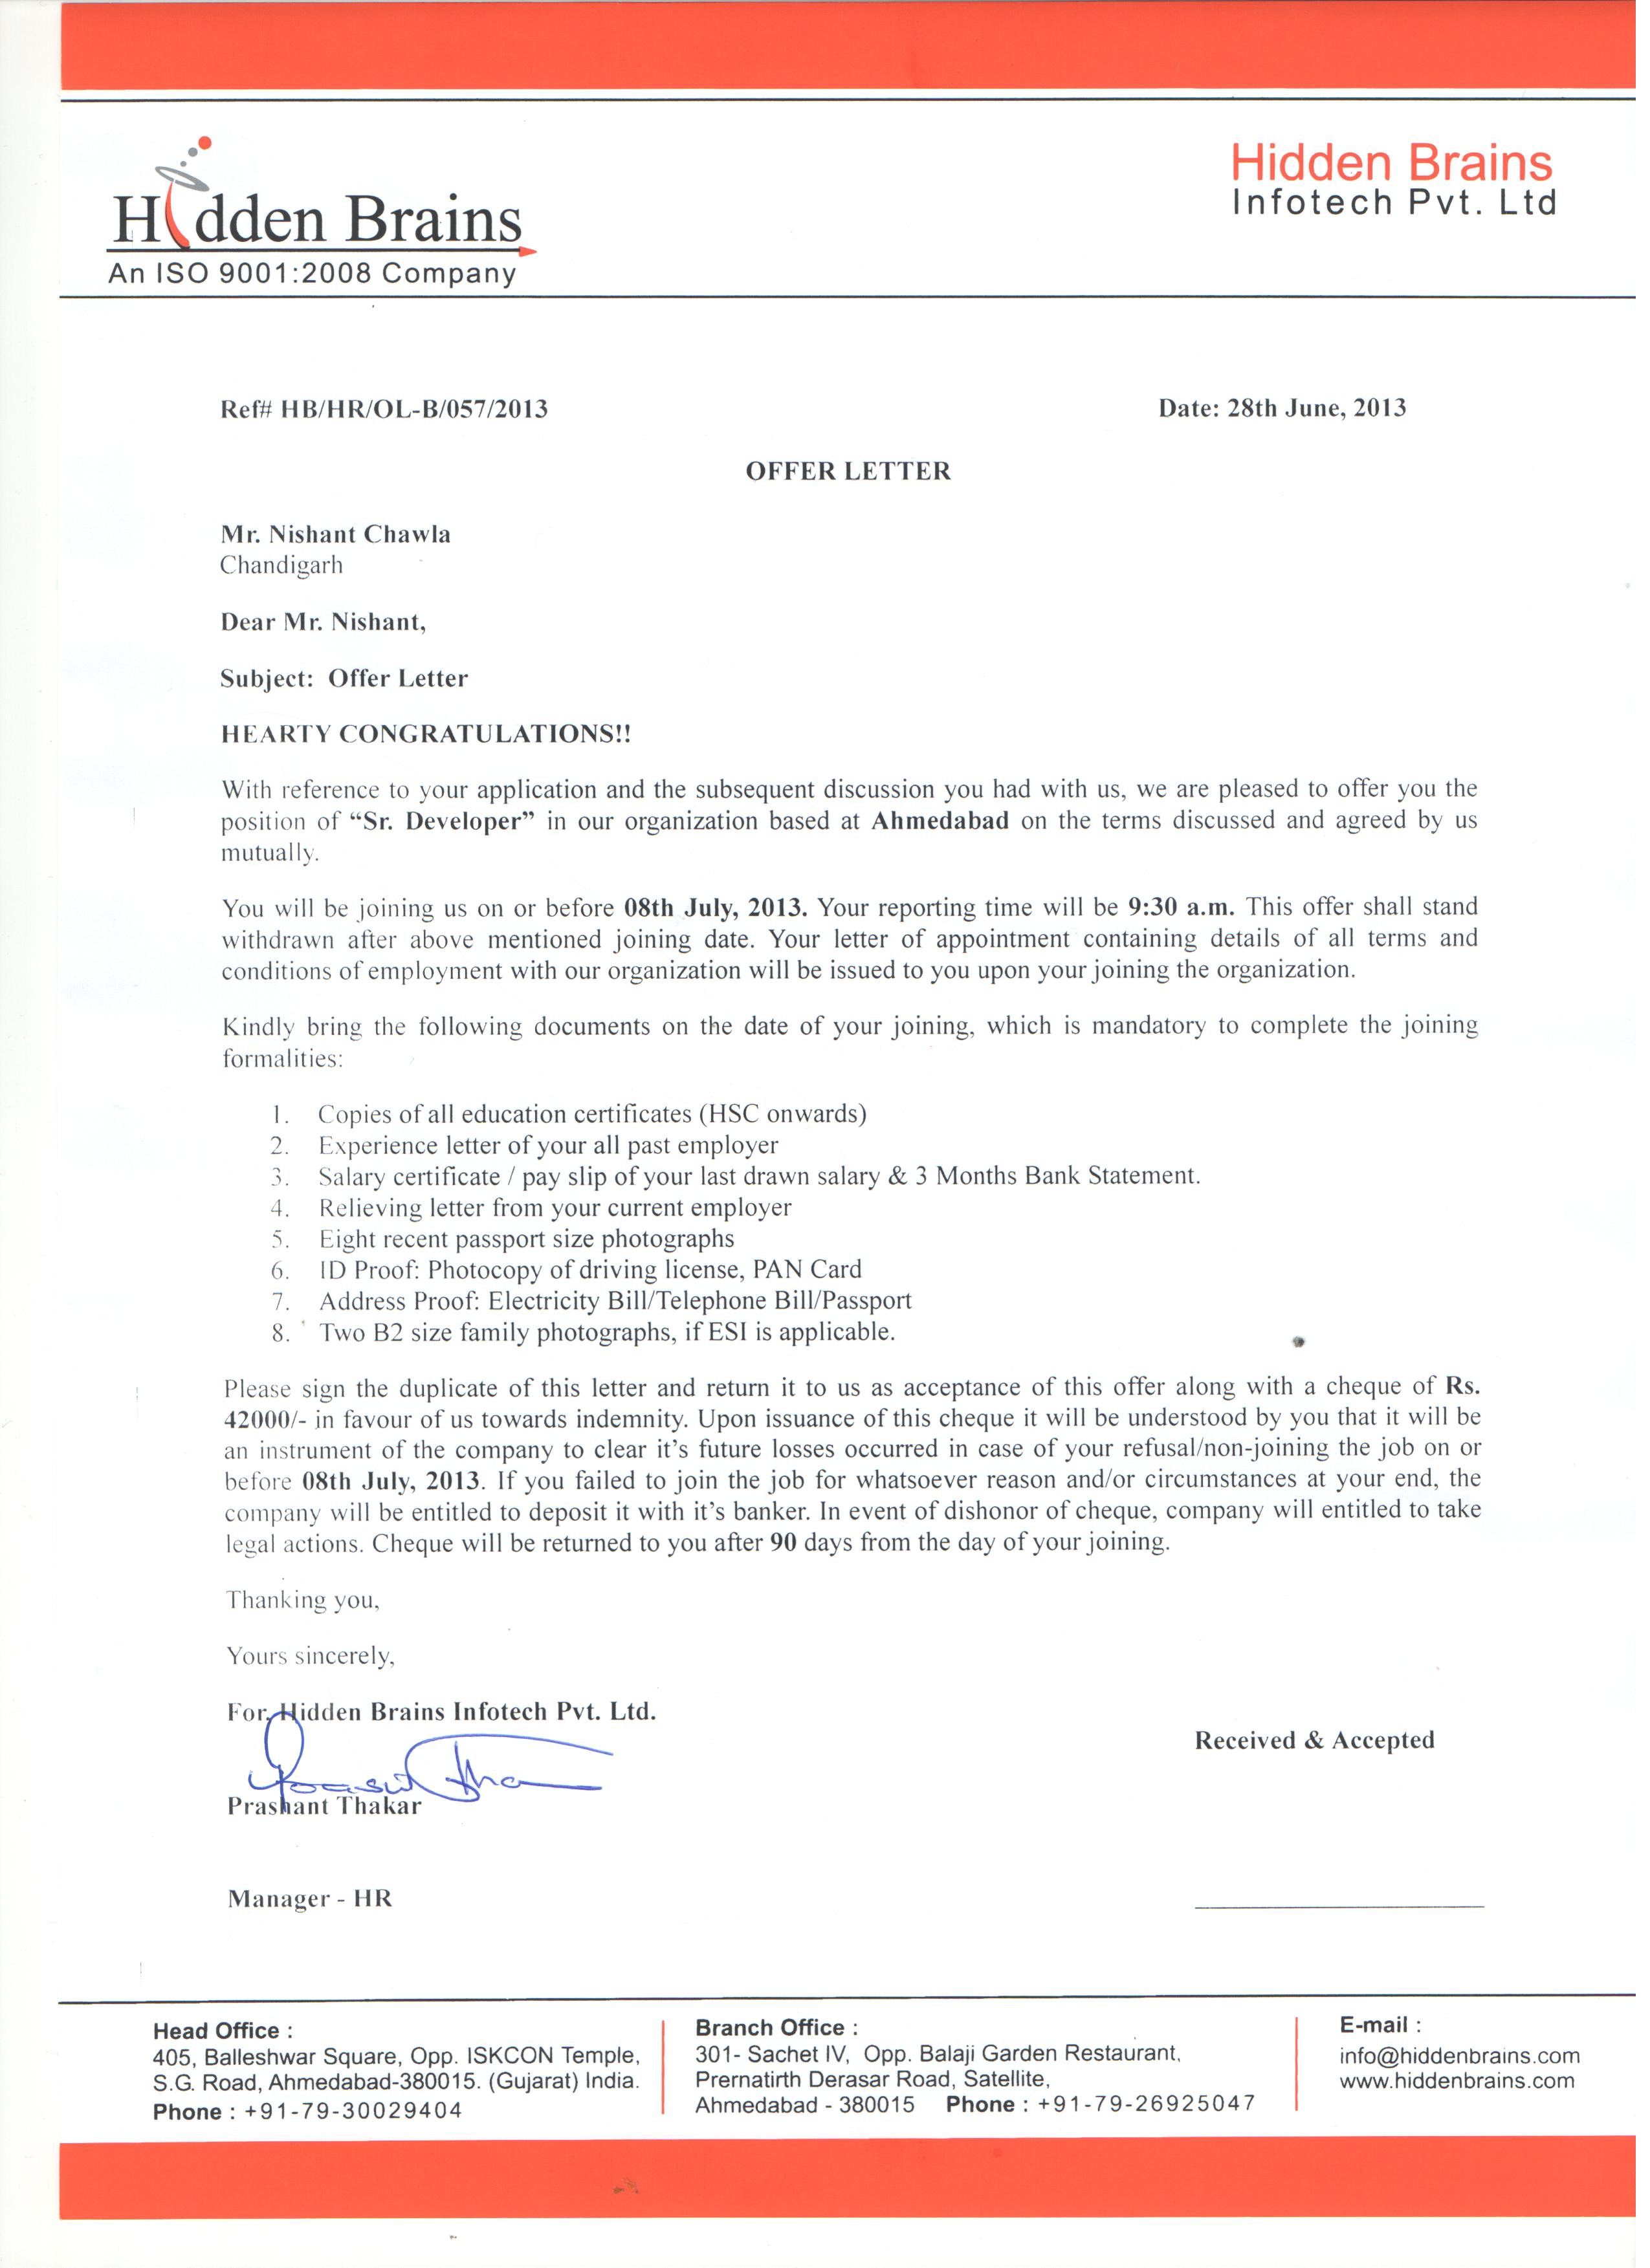 Hidden Brains
An ISO 9001:2008 Company
Hidden Brains
Infotech Pvt. Ltd
Ref# HB/HR/OL-B/057/2013 Date: 28th June, 2013
OFFER LETTER
Mr. Nishant Chawla
Chandigarh
Dear Mr. Nishant,
Subject: Offer Letter
HEARTY CONGRATULATIONS!!
With reference to your application and the subsequent discussion you had with us, we are pleased to offer you the
position of “Sr. Developer” in our organization based at Ahmedabad on the terms discussed and agreed by us
mutually.
You will be joining us on or before 08th July, 2013. Your reporting time will be 9:30 a.m. This offer shall stand
withdrawn after above mentioned joining date. Your letter of appointment containing details of all terms and
conditions of employment with our organization will be issued to you upon your joining the organization.
Kindly bring the following documents on the date of your joining, which is mandatory to complete the joining
formalities:
1. Copies of all education certificates (HSC onwards)
2. Experience letter of your all past employer
3. Salary certificate / pay slip of your last drawn salary & 3 Months Bank Statement.
4. Relieving letter from your current employer
5. Eight recent passport size photographs
6. ID Proof: Photocopy of driving license, PAN Card
7. Address Proof: Electricity Bill/Telephone Bill/Passport
8. Two B2 size family photographs, if ESI is applicable.
Please sign the duplicate of this letter and return it to us as acceptance of this offer along with a cheque of Rs.
42000/- in favour of us towards indemnity. Upon issuance of this cheque it will be understood by you that it will be
an instrument of the company to clear it’s future losses occurred in case of your refusal/non-joining the job on or
before 08th July, 2013. If you failed to join the job for whatsoever reason and/or circumstances at your end, the
company will be entitled to deposit it with it’s banker. In event of dishonor of cheque, company will entitled to take
legal actions. Cheque will be returned to you after 90 days from the day of your joining.
Thanking you,
Yours sincerely,
For, Hidden Brains Infotech Pvt. Ltd.
Received & Accepted
Prashant Thakar
Manager - HR
Head Office :
405, Balleshwar Square, Opp. ISKCON Temple,
S.G. Road, Ahmedabad-380015. (Gujarat) India.
Phone : +91-79-30029404
Branch Office :
301- Sachet IV, Opp. Balaji Garden Restaurant,
Prernatirth Derasar Road, Satellite,
Ahmedabad - 380015 Phone : +91-79-26925047
E-mail :
info@hiddenbrains.com
www.hiddenbrains.com